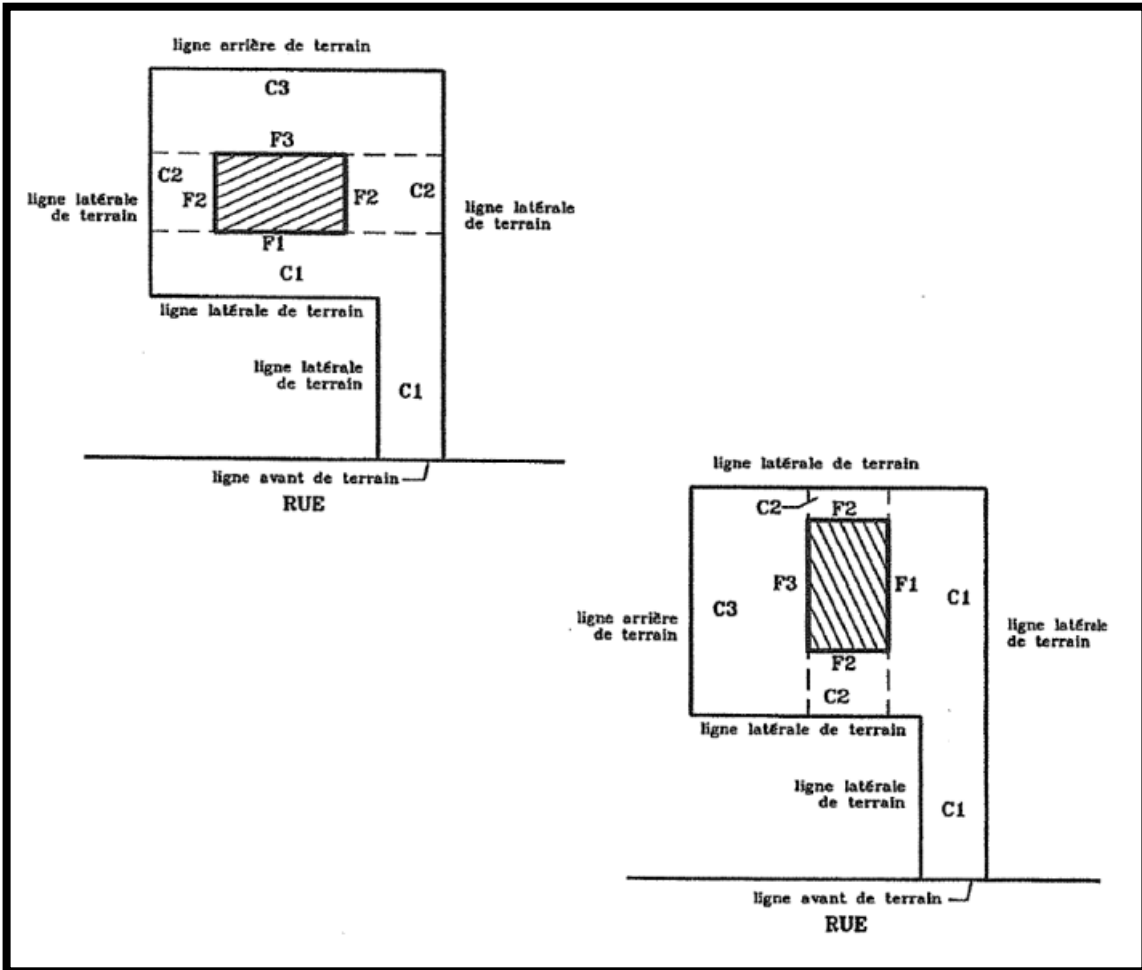 ligne arrière de terrain
C3
F3
C2
C2
F2
F2
ligne latérale
de terrain
ligne latérale
de terrain
F1
C1
ligne latérale de terrain
ligne latérale
de terrain
C1
ligne avant de terrain
RUE
ligne latérale de terrain
C2
F2
F3
F1
C3
C1
ligne arrière
de terrain
ligne latérale
de terrain
F2
C2
ligne latérale de terrain
ligne latérale
de terrain
C1
ligne avant de terrain
RUE